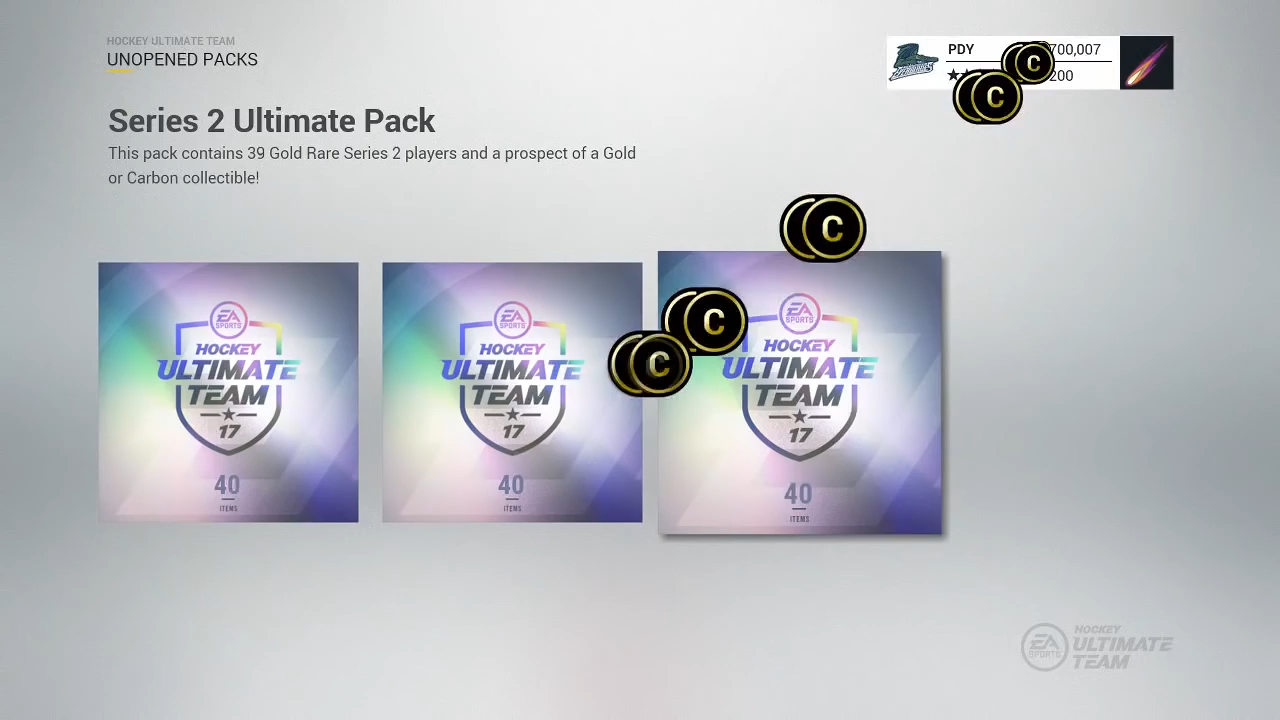 HOCKEY ULTIMATE TEAM
UNOPENED PACKS
PDY
700,007
200
Series 2 Ultimate Pack
This pack contains 39 Gold Rare Series 2 players and a prospect of a Gold
or Carbon collectible!
C
C
C
C
C
EA
SPORTS
HOCKEY
ULTIMATE
TEAM
17
40
ITEMS
EA
SPORTS
HOCKEY
ULTIMATE
TEAM
17
40
ITEMS
EA
SPORTS
HOCKEY
ULTIMATE
TEAM
17
40
ITEMS
EA
SPORTS
HOCKEY
ULTIMATE
TEAM